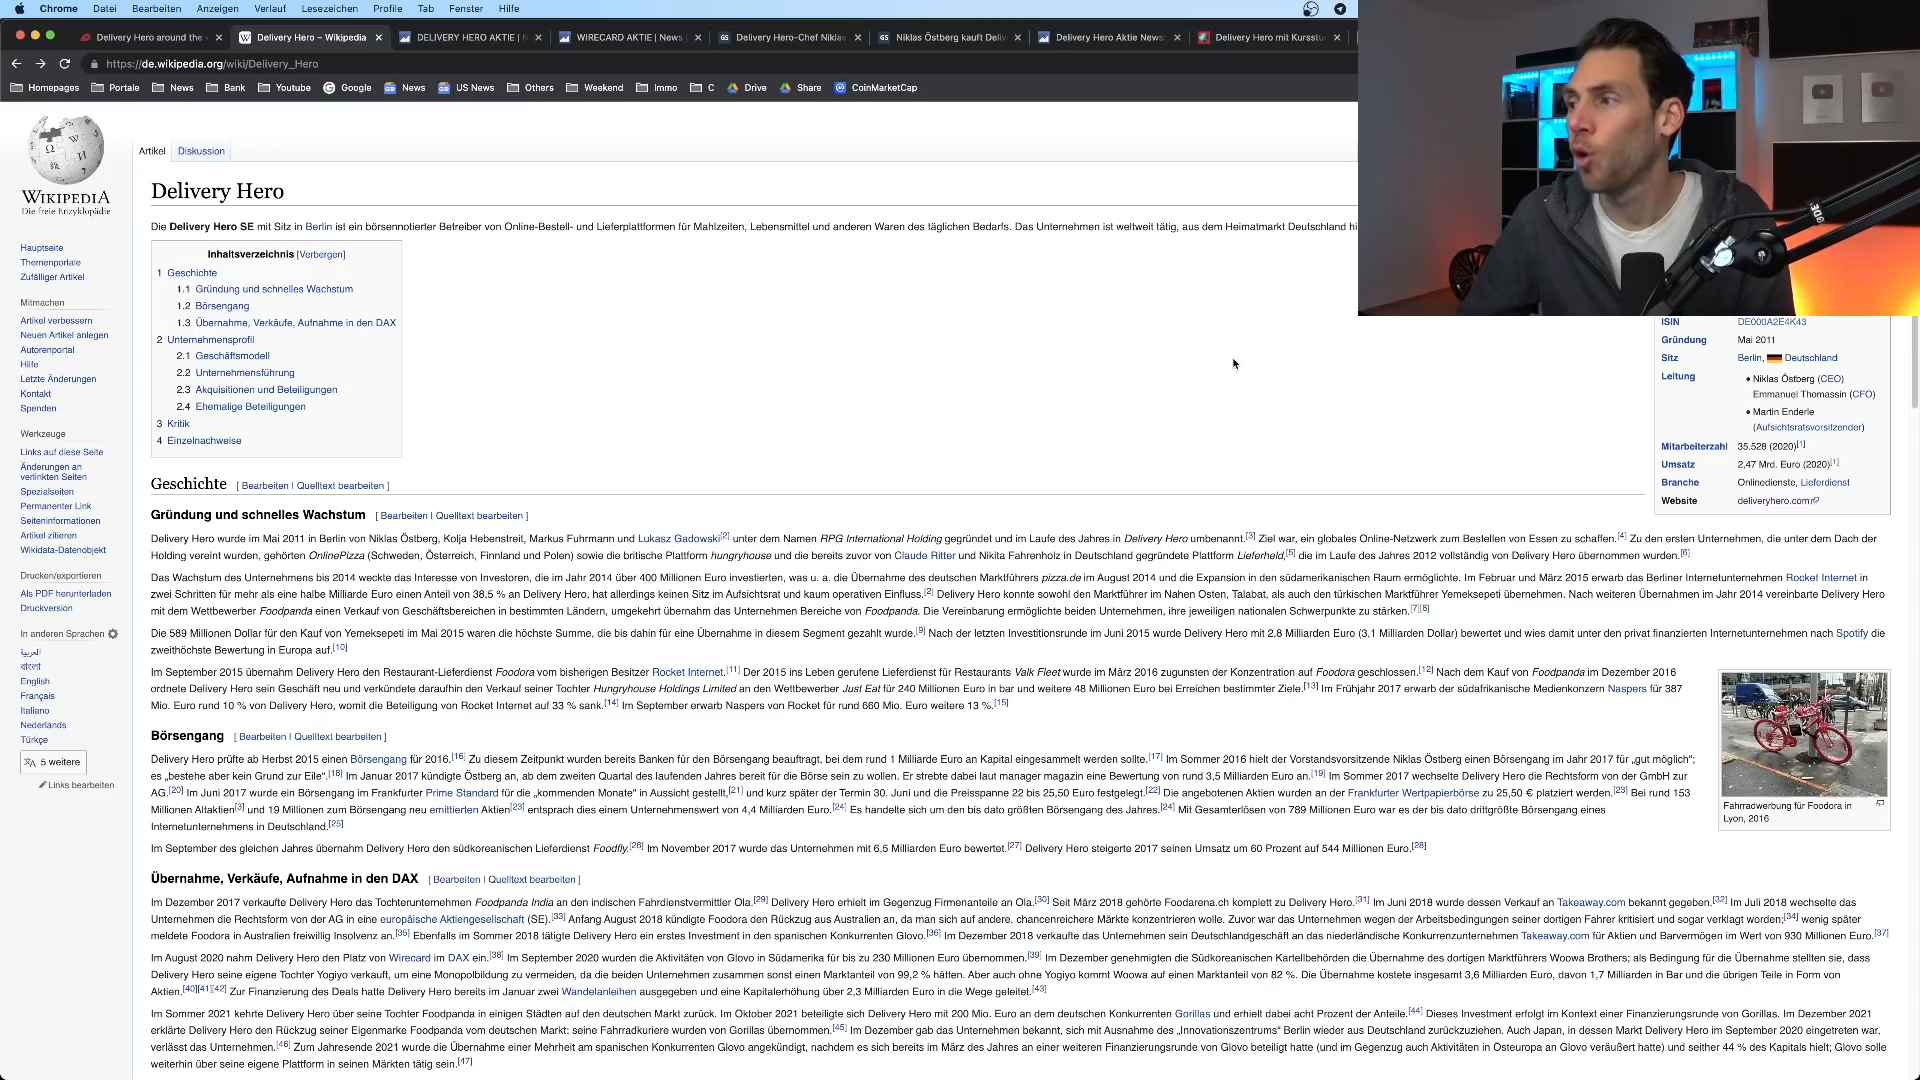 Chrome Datei Bearbeiten Anzeigen Verlauf Lesezeichen Profile Tab Fenster Hilfe
Delivery Hero around the Delivery Hero – Wikipedia DELIVERY HERO AKTIE | N WIRECARD AKTIE | News Delivery Hero-Chef Niklas Niklas Östberg kauft Deliv Delivery Hero Aktie News: Delivery Hero mit Kursstu
https://de.wikipedia.org/wiki/Delivery_Hero
Homepages Portale News Bank Youtube Google News US News Others Weekend Immo C Drive Share CoinMarketCap
WIKIPEDIA
Die freie Enzyklopädie
Hauptseite
Themenportale
Zufälliger Artikel
Mitmachen
Artikel verbessern
Neuen Artikel anlegen
Autorenportal
Hilfe
Letzte Änderungen
Kontakt
Spenden
Werkzeuge
Links auf diese Seite
Änderungen an
verlinkten Seiten
Spezialseiten
Permanenter Link
Seiteninformationen
Artikel zitieren
Wikidata-Datenobjekt
Drucken/exportieren
Als PDF herunterladen
Druckversion
In anderen Sprachen
العربية
বাংলা
English
Français
Italiano
Nederlands
Türkçe
5 weitere
Links bearbeiten
Artikel Diskussion
Delivery Hero
Die Delivery Hero SE mit Sitz in Berlin ist ein börsennotierter Betreiber von Online-Bestell- und Lieferplattformen für Mahlzeiten, Lebensmittel und anderen Waren des täglichen Bedarfs. Das Unternehmen ist weltweit tätig, aus dem Heimatmarkt Deutschland hi
Inhaltsverzeichnis [Verbergen]
1 Geschichte
1.1 Gründung und schnelles Wachstum
1.2 Börsengang
1.3 Übernahme, Verkäufe, Aufnahme in den DAX
2 Unternehmensprofil
2.1 Geschäftsmodell
2.2 Unternehmensführung
2.3 Akquisitionen und Beteiligungen
2.4 Ehemalige Beteiligungen
3 Kritik
4 Einzelnachweise
ISIN DE000A2E4K43
Gründung Mai 2011
Sitz Berlin, Deutschland
Leitung • Niklas Östberg (CEO)
Emmanuel Thomassin (CFO)
• Martin Enderle
(Aufsichtsratsvorsitzender)
Mitarbeiterzahl 35.528 (2020)[1]
Umsatz 2,47 Mrd. Euro (2020)[1]
Branche Onlinedienste, Lieferdienst
Website deliveryhero.com
Geschichte [ Bearbeiten | Quelltext bearbeiten ]
Gründung und schnelles Wachstum [ Bearbeiten | Quelltext bearbeiten ]
Delivery Hero wurde im Mai 2011 in Berlin von Niklas Östberg, Kolja Hebenstreit, Markus Fuhrmann und Lukasz Gadowski[2] unter dem Namen RPG International Holding gegründet und im Laufe des Jahres in Delivery Hero umbenannt.[3] Ziel war, ein globales Online-Netzwerk zum Bestellen von Essen zu schaffen.[4] Zu den ersten Unternehmen, die unter dem Dach der
Holding vereint wurden, gehörten OnlinePizza (Schweden, Österreich, Finnland und Polen) sowie die britische Plattform hungryhouse und die bereits zuvor von Claude Ritter und Nikita Fahrenholz in Deutschland gegründete Plattform Lieferheld,[5] die im Laufe des Jahres 2012 vollständig von Delivery Hero übernommen wurden.[6]
Das Wachstum des Unternehmens bis 2014 weckte das Interesse von Investoren, die im Jahr 2014 über 400 Millionen Euro investierten, was u. a. die Übernahme des deutschen Marktführers pizza.de im August 2014 und die Expansion in den südamerikanischen Raum ermöglichte. Im Februar und März 2015 erwarb das Berliner Internetunternehmen Rocket Internet in
zwei Schritten für mehr als eine halbe Milliarde Euro einen Anteil von 38,5 % an Delivery Hero, hat allerdings keinen Sitz im Aufsichtsrat und kaum operativen Einfluss.[2] Delivery Hero konnte sowohl den Marktführer im Nahen Osten, Talabat, als auch den türkischen Marktführer Yemeksepeti übernehmen. Nach weiteren Übernahmen im Jahr 2014 vereinbarte Delivery Hero
mit dem Wettbewerber Foodpanda einen Verkauf von Geschäftsbereichen in bestimmten Ländern, umgekehrt übernahm das Unternehmen Bereiche von Foodpanda. Die Vereinbarung ermöglichte beiden Unternehmen, ihre jeweiligen nationalen Schwerpunkte zu stärken.[7][8]
Die 589 Millionen Dollar für den Kauf von Yemeksepeti im Mai 2015 waren die höchste Summe, die bis dahin für eine Übernahme in diesem Segment gezahlt wurde.[9] Nach der letzten Investitionsrunde im Juni 2015 wurde Delivery Hero mit 2,8 Milliarden Euro (3,1 Milliarden Dollar) bewertet und wies damit unter den privat finanzierten Internetunternehmen nach Spotify die
zweithöchste Bewertung in Europa auf.[10]
Im September 2015 übernahm Delivery Hero den Restaurant-Lieferdienst Foodora vom bisherigen Besitzer Rocket Internet.[11] Der 2015 ins Leben gerufene Lieferdienst für Restaurants Valk Fleet wurde im März 2016 zugunsten der Konzentration auf Foodora geschlossen.[12] Nach dem Kauf von Foodpanda im Dezember 2016
ordnete Delivery Hero sein Geschäft neu und verkündete daraufhin den Verkauf seiner Tochter Hungryhouse Holdings Limited an den Wettbewerber Just Eat für 240 Millionen Euro in bar und weitere 48 Millionen Euro bei Erreichen bestimmter Ziele.[13] Im Frühjahr 2017 erwarb der südafrikanische Medienkonzern Naspers für 387
Mio. Euro rund 10 % von Delivery Hero, womit die Beteiligung von Rocket Internet auf 33 % sank.[14] Im September erwarb Naspers von Rocket für rund 660 Mio. Euro weitere 13 %.[15]
Fahrradwerbung für Foodora in
Lyon, 2016
Börsengang [ Bearbeiten | Quelltext bearbeiten ]
Delivery Hero prüfte ab Herbst 2015 einen Börsengang für 2016.[16] Zu diesem Zeitpunkt wurden bereits Banken für den Börsengang beauftragt, bei dem rund 1 Milliarde Euro an Kapital eingesammelt werden sollte.[17] Im Sommer 2016 hielt der Vorstandsvorsitzende Niklas Östberg einen Börsengang im Jahr 2017 für „gut möglich“;
es „bestehe aber kein Grund zur Eile“.[18] Im Januar 2017 kündigte Östberg an, ab dem zweiten Quartal des laufenden Jahres bereit für die Börse sein zu wollen. Er strebte dabei laut manager magazin eine Bewertung von rund 3,5 Milliarden Euro an.[19] Im Sommer 2017 wechselte Delivery Hero die Rechtsform von der GmbH zur
AG.[20] Im Juni 2017 wurde ein Börsengang im Frankfurter Prime Standard für die „kommenden Monate“ in Aussicht gestellt,[21] und kurz später der Termin 30. Juni und die Preisspanne 22 bis 25,50 Euro festgelegt.[22] Die angebotenen Aktien wurden an der Frankfurter Wertpapierbörse zu 25,50 € platziert werden.[23] Bei rund 153
Millionen Altaktien[3] und 19 Millionen zum Börsengang neu emittierten Aktien[23] entsprach dies einem Unternehmenswert von 4,4 Milliarden Euro.[24] Es handelte sich um den bis dato größten Börsengang des Jahres.[24] Mit Gesamterlösen von 789 Millionen Euro war es der bis dato drittgrößte Börsengang eines
Internetunternehmens in Deutschland.[25]
Im September des gleichen Jahres übernahm Delivery Hero den südkoreanischen Lieferdienst Foodfly.[26] Im November 2017 wurde das Unternehmen mit 6,5 Milliarden Euro bewertet.[27] Delivery Hero steigerte 2017 seinen Umsatz um 60 Prozent auf 544 Millionen Euro.[28]
Übernahme, Verkäufe, Aufnahme in den DAX [ Bearbeiten | Quelltext bearbeiten ]
Im Dezember 2017 verkaufte Delivery Hero das Tochterunternehmen Foodpanda India an den indischen Fahrdienstvermittler Ola.[29] Delivery Hero erhielt im Gegenzug Firmenanteile an Ola.[30] Seit März 2018 gehörte Foodarena.ch komplett zu Delivery Hero.[31] Im Juni 2018 wurde dessen Verkauf an Takeaway.com bekannt gegeben.[32] Im Juli 2018 wechselte das
Unternehmen die Rechtsform von der AG in eine europäische Aktiengesellschaft (SE).[33] Anfang August 2018 kündigte Foodora den Rückzug aus Australien an, da man sich auf andere, chancenreichere Märkte konzentrieren wolle. Zuvor war das Unternehmen wegen der Arbeitsbedingungen seiner dortigen Fahrer kritisiert und sogar verklagt worden;[34] wenig später
meldete Foodora in Australien freiwillig Insolvenz an.[35] Ebenfalls im Sommer 2018 tätigte Delivery Hero ein erstes Investment in den spanischen Konkurrenten Glovo.[36] Im Dezember 2018 verkaufte das Unternehmen sein Deutschlandgeschäft an das niederländische Konkurrenzunternehmen Takeaway.com für Aktien und Barvermögen im Wert von 930 Millionen Euro.[37]
Im August 2020 nahm Delivery Hero den Platz von Wirecard im DAX ein.[38] Im September 2020 wurden die Aktivitäten von Glovo in Südamerika für bis zu 230 Millionen Euro übernommen.[39] Im Dezember genehmigten die Südkoreanischen Kartellbehörden die Übernahme des dortigen Marktführers Woowa Brothers; als Bedingung für die Übernahme stellten sie, dass
Delivery Hero seine eigene Tochter Yogiyo verkauft, um eine Monopolbildung zu vermeiden, da die beiden Unternehmen zusammen sonst einen Marktanteil von 99,2 % hätten. Aber auch ohne Yogiyo kommt Woowa auf einen Marktanteil von 82 %. Die Übernahme kostete insgesamt 3,6 Milliarden Euro, davon 1,7 Milliarden in Bar und die übrigen Teile in Form von
Aktien.[40][41][42] Zur Finanzierung des Deals hatte Delivery Hero bereits im Januar zwei Wandelanleihen ausgegeben und eine Kapitalerhöhung über 2,3 Milliarden Euro in die Wege geleitet.[43]
Im Sommer 2021 kehrte Delivery Hero über seine Tochter Foodpanda in einigen Städten auf den deutschen Markt zurück. Im Oktober 2021 beteiligte sich Delivery Hero mit 200 Mio. Euro an dem deutschen Konkurrenten Gorillas und erhielt dabei acht Prozent der Anteile.[44] Dieses Investment erfolgt im Kontext einer Finanzierungsrunde von Gorillas. Im Dezember 2021
erklärte Delivery Hero den Rückzug seiner Eigenmarke Foodpanda vom deutschen Markt; seine Fahrradkuriere wurden von Gorillas übernommen.[45] Im Dezember gab das Unternehmen bekannt, sich mit Ausnahme des „Innovationszentrums“ Berlin wieder aus Deutschland zurückzuziehen. Auch Japan, in dessen Markt Delivery Hero im September 2020 eingetreten war,
verlässt das Unternehmen.[46] Zum Jahresende 2021 wurde die Übernahme einer Mehrheit am spanischen Konkurrenten Glovo angekündigt, nachdem es sich bereits im März des Jahres an einer weiteren Finanzierungsrunde von Glovo beteiligt hatte (und im Gegenzug auch Aktivitäten in Osteuropa an Glovo veräußert hatte) und seither 44 % des Kapitals hielt; Glovo solle
weiterhin über seine eigene Plattform in seinen Märkten tätig sein.[47]